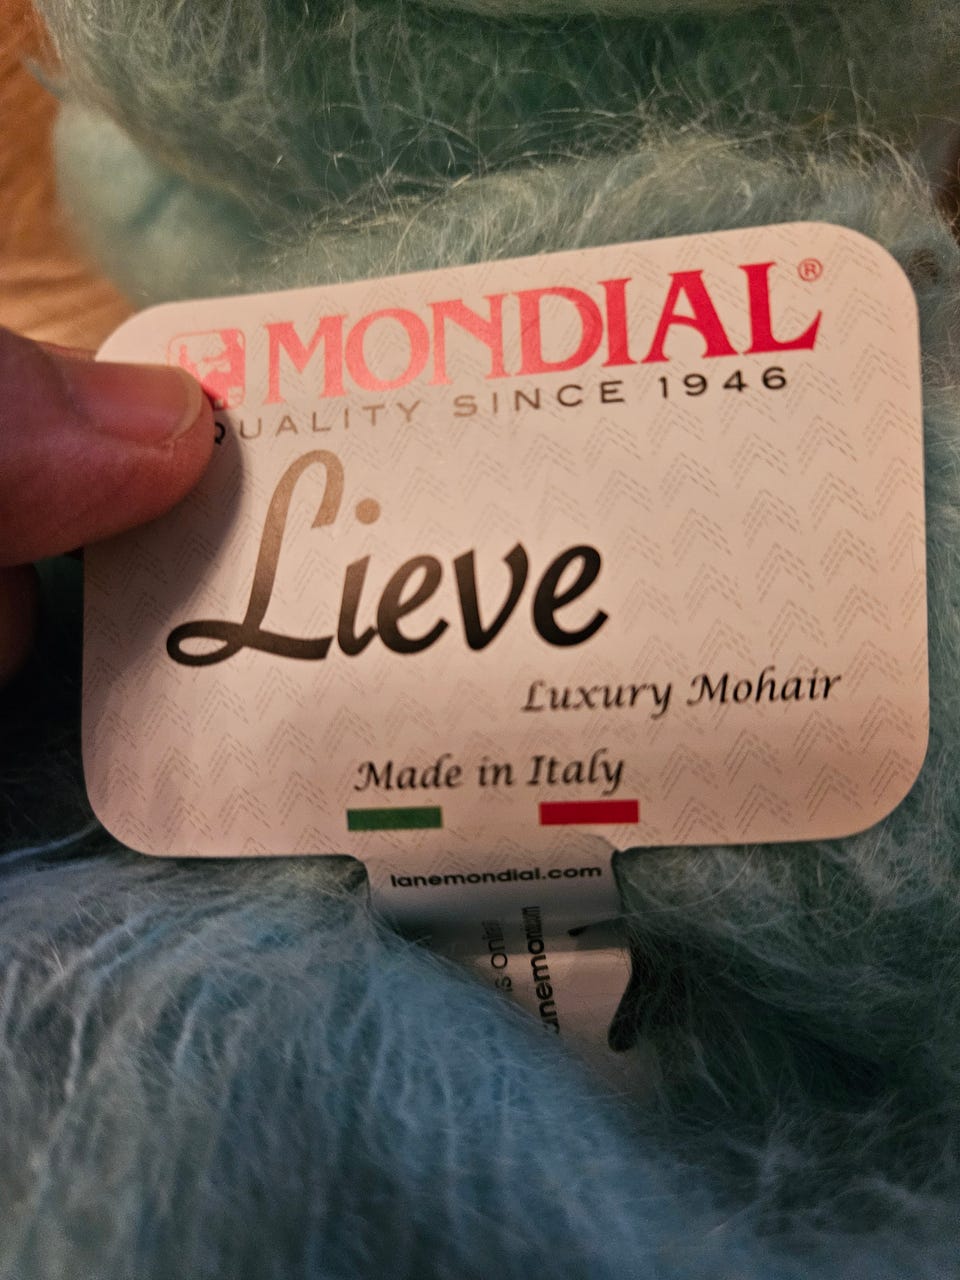 MONDIAL®
QUALITY SINCE 1946
Lieve
Luxury Mohair
Made in Italy
lanemondial.com